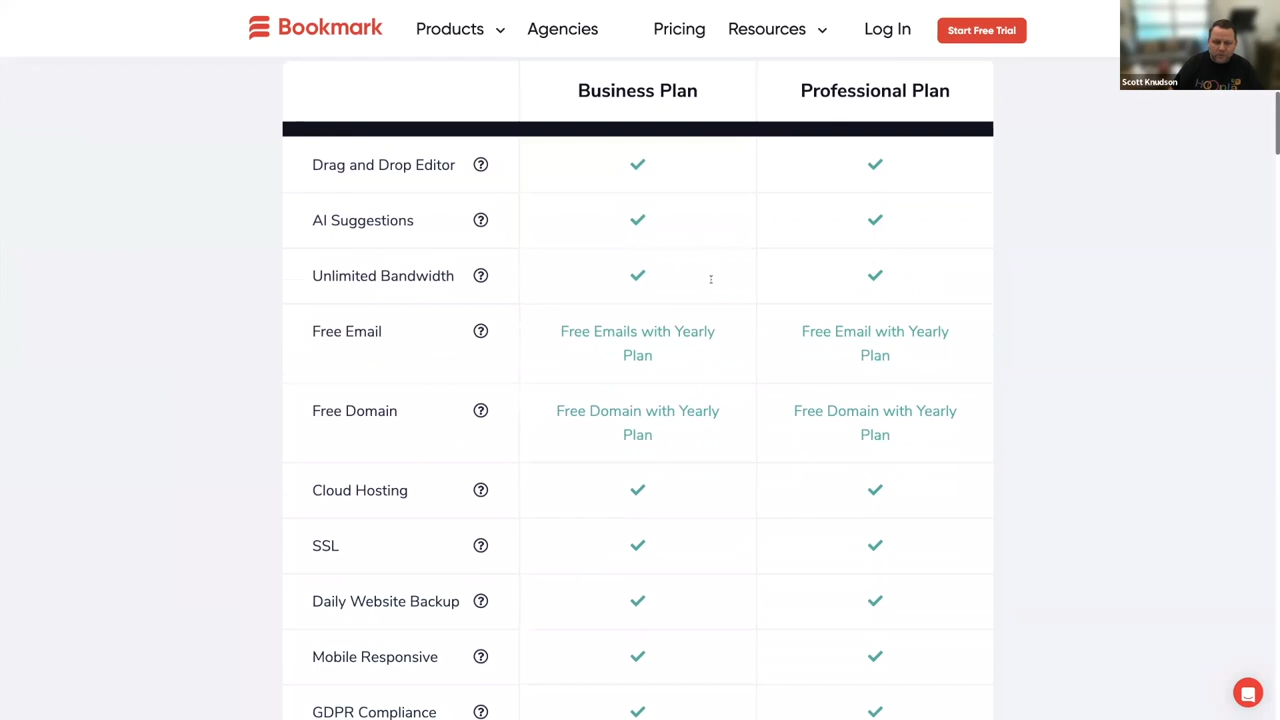 Bookmark Products Agencies Pricing Resources Log In Start Free Trial
Scott Knudson
Business Plan Professional Plan
Drag and Drop Editor
AI Suggestions
Unlimited Bandwidth
Free Email Free Emails with Yearly Free Email with Yearly
Plan Plan
Free Domain Free Domain with Yearly Free Domain with Yearly
Plan Plan
Cloud Hosting
SSL
Daily Website Backup
Mobile Responsive
GDPR Compliance